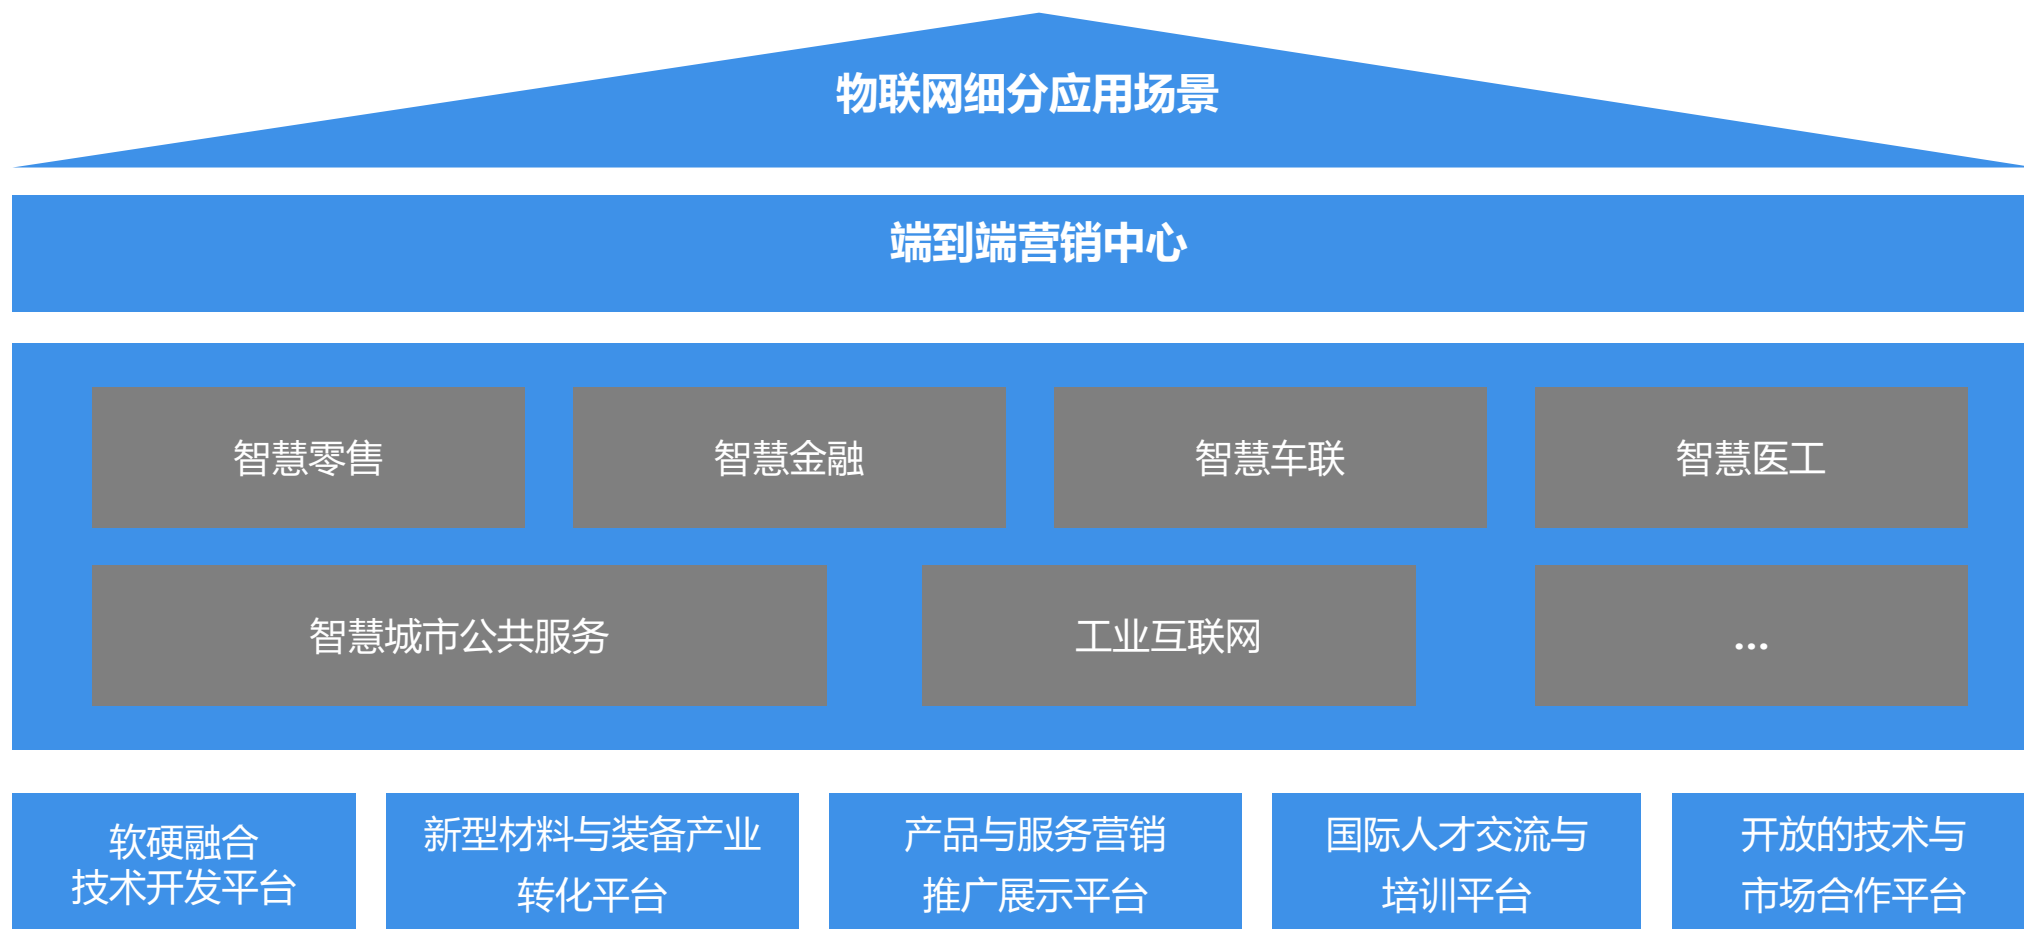 物联网细分应用场景
端到端营销中心
智慧零售
智慧金融
智慧车联
智慧医工
智慧城市公共服务
工业互联网
...
软硬融合
技术开发平台
新型材料与装备产业
转化平台
产品与服务营销
推广展示平台
国际人才交流与
培训平台
开放的技术与
市场合作平台